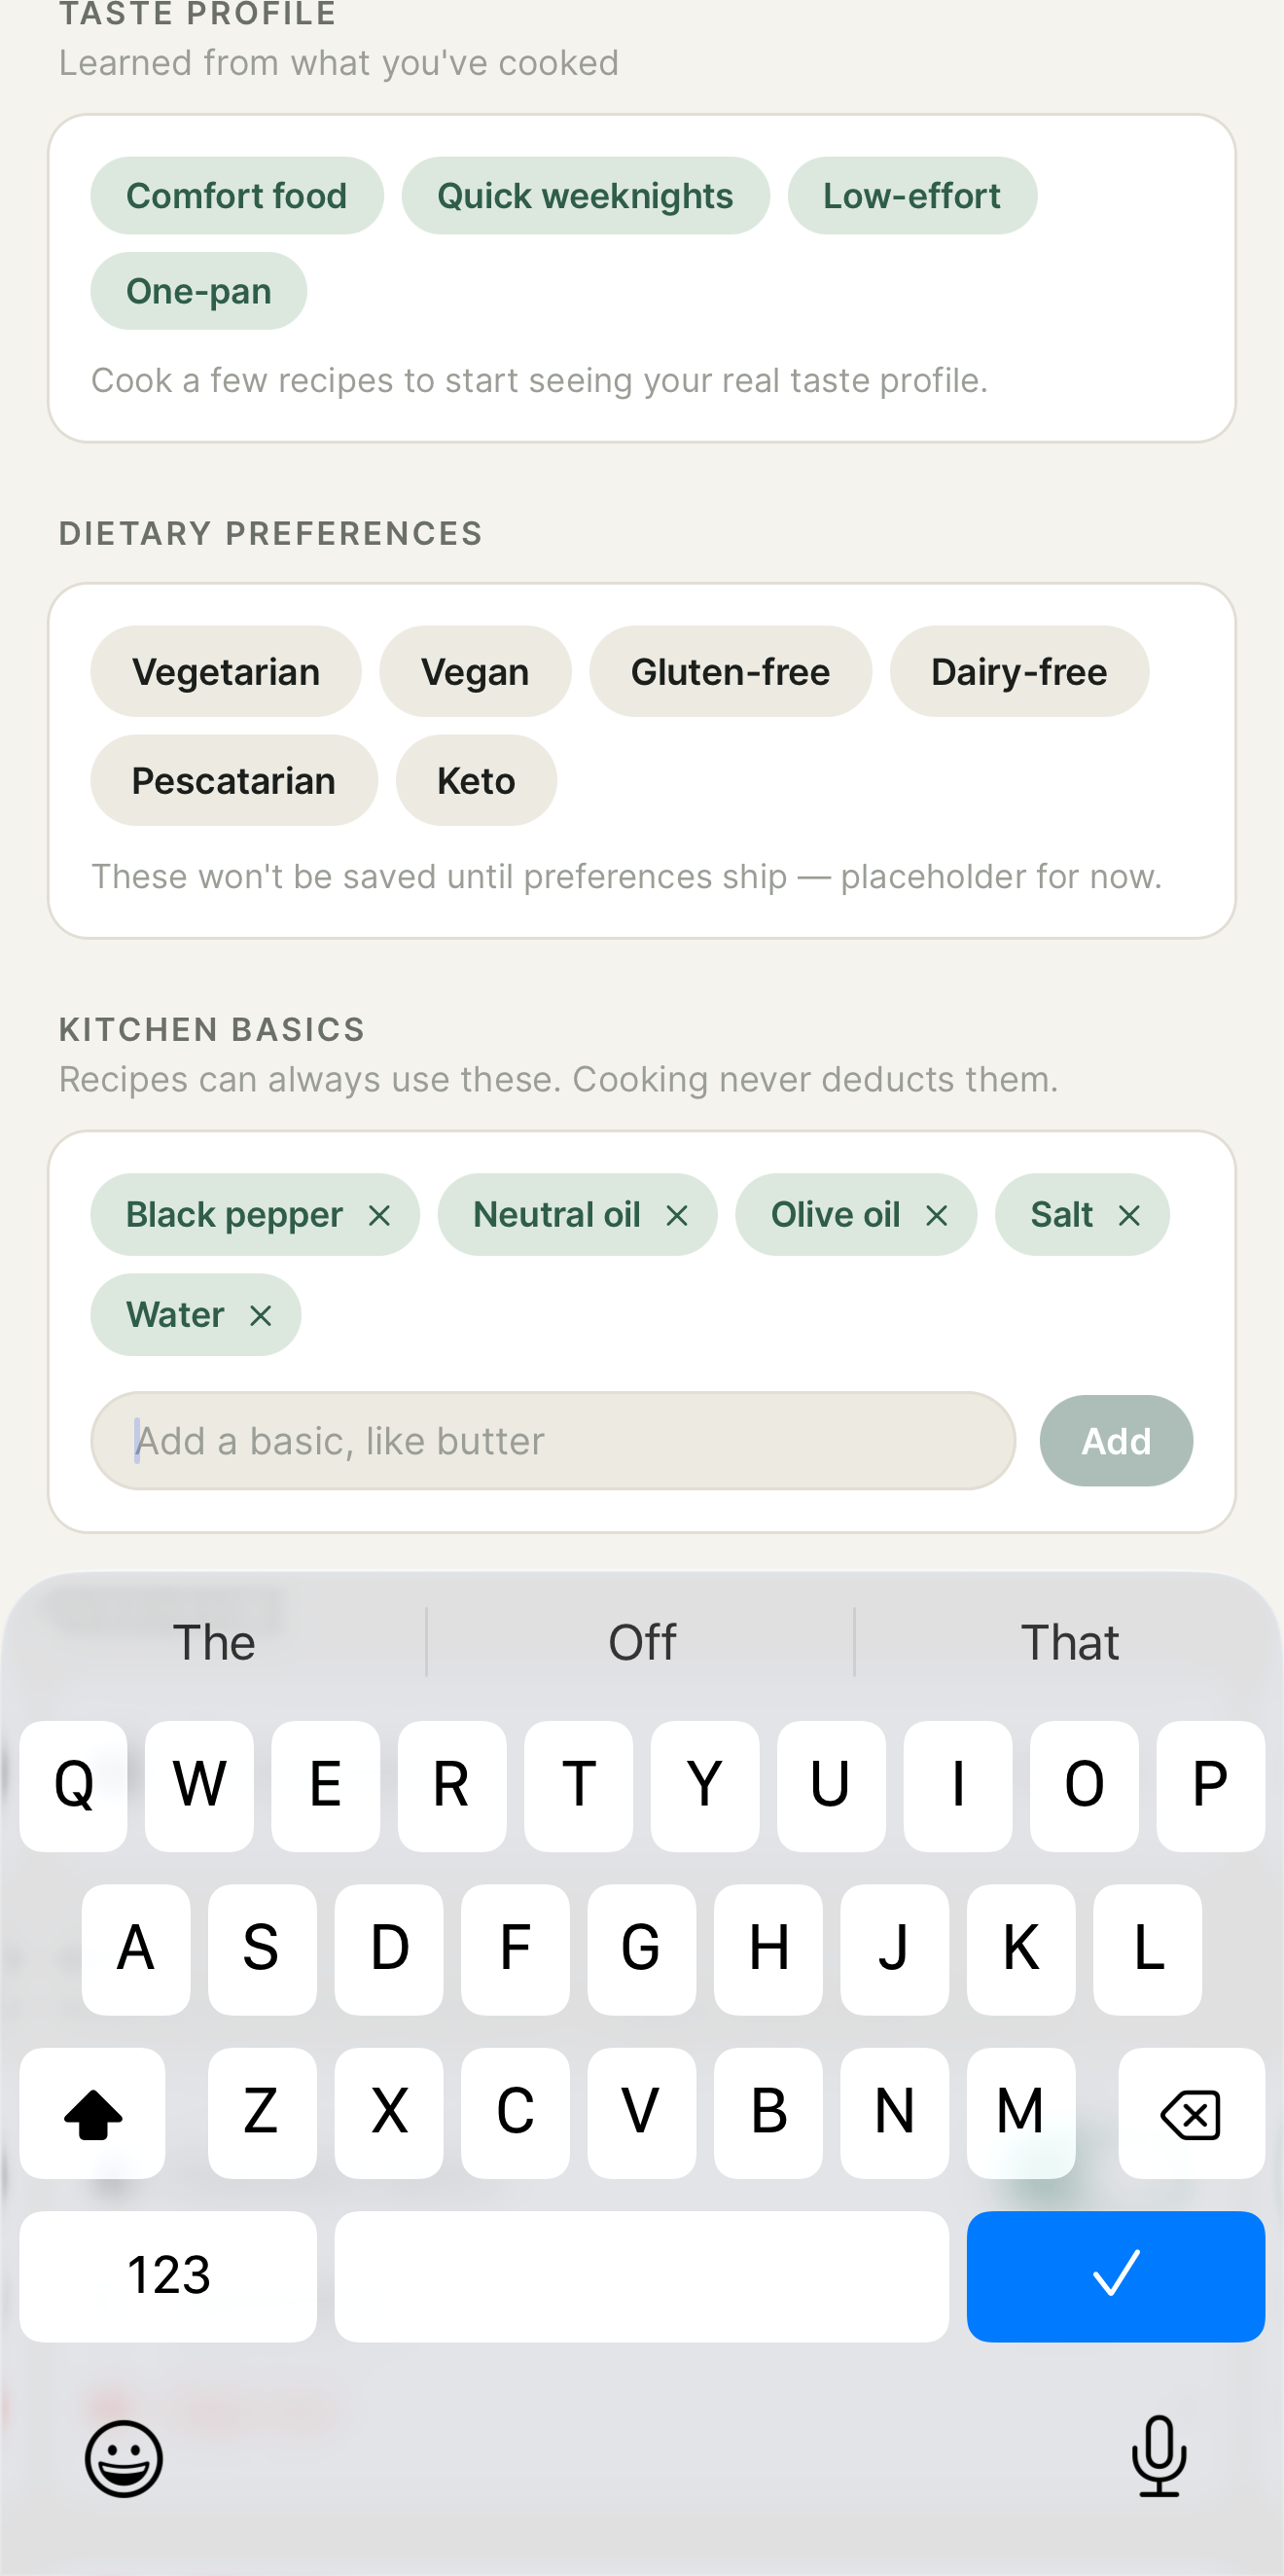 TASTE PROFILE
Learned from what you've cooked
Comfort food Quick weeknights Low-effort
One-pan
Cook a few recipes to start seeing your real taste profile.
DIETARY PREFERENCES
Vegetarian Vegan Gluten-free Dairy-free
Pescatarian Keto
These won't be saved until preferences ship — placeholder for now.
KITCHEN BASICS
Recipes can always use these. Cooking never deducts them.
Black pepper × Neutral oil × Olive oil × Salt ×
Water ×
Add a basic, like butter Add
The Off That
Q W E R T Y U I O P
A S D F G H J K L
Z X C V B N M
123